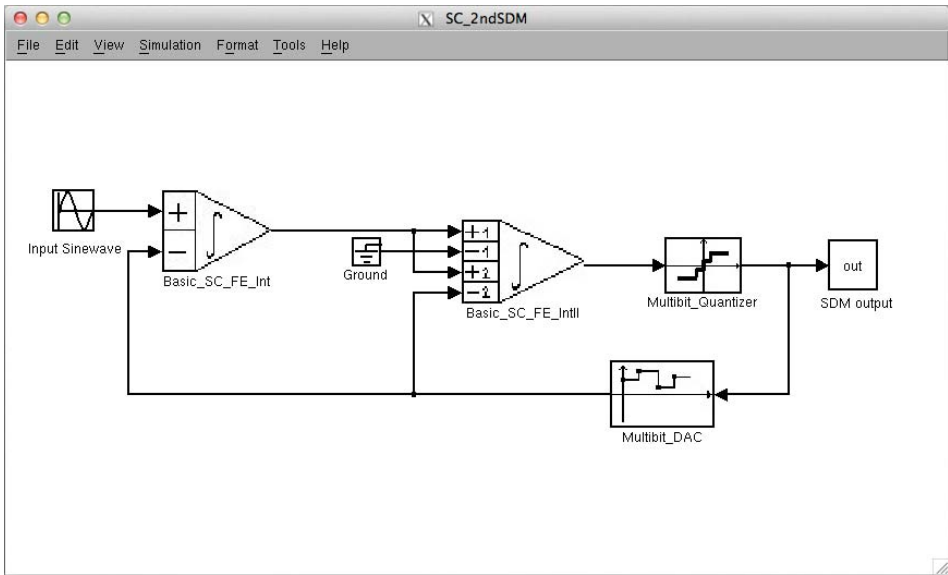 SC_2ndSDM
File Edit View Simulation Format Tools Help
Input Sinewave
+
−
Basic_SC_FE_Int
Ground
+1
−1
+2
−2
Basic_SC_FE_IntII
Multibit_Quantizer
out
SDM output
Multibit_DAC